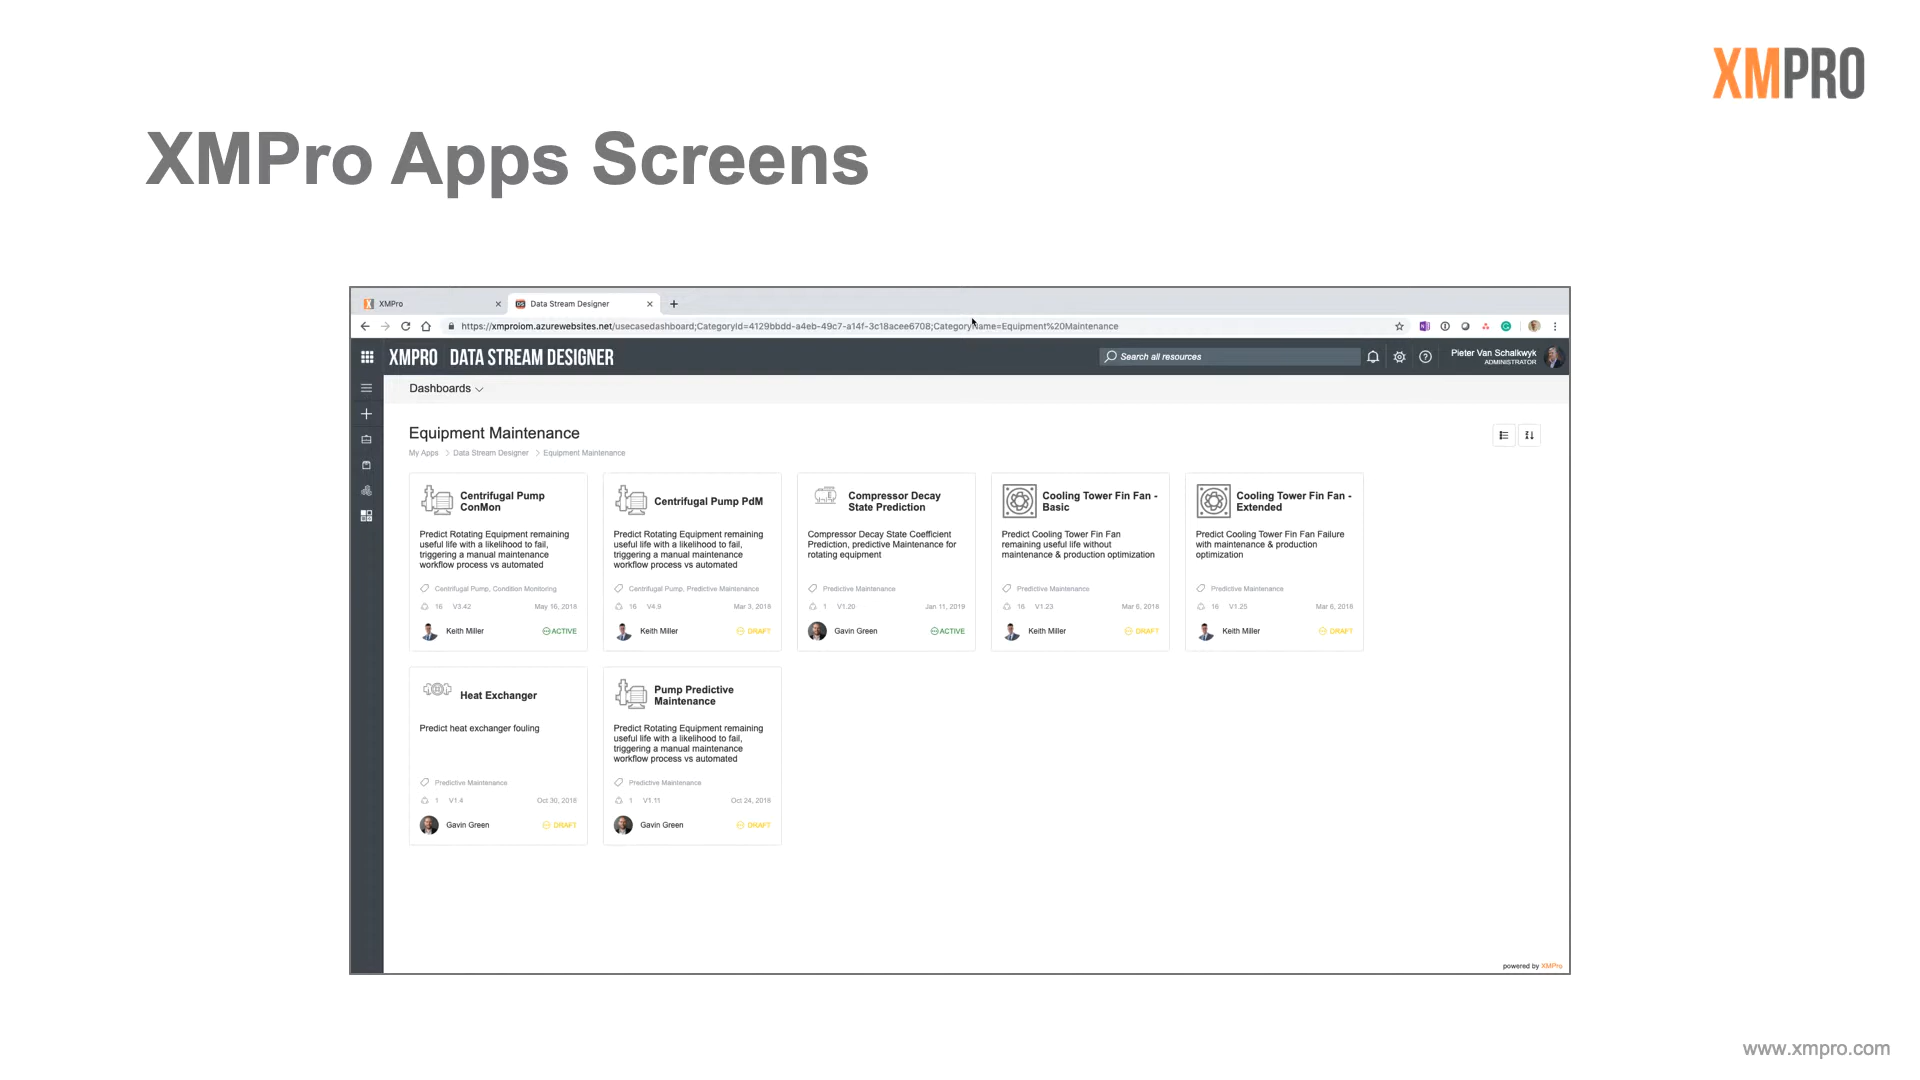 XMPRO
XMPro Apps Screens
XMPro
Data Stream Designer
https://xmproiom.azurewebsites.net/usecasedashboard;CategoryId=4129bbdd-a4eb-49c7-a14f-3c18acee6708;CategoryName=Equipment%20Maintenance
XMPRO DATA STREAM DESIGNER
Search all resources
Pieter Van Schalkwyk
ADMINISTRATOR
Dashboards
Equipment Maintenance
My Apps > Data Stream Designer > Equipment Maintenance
Centrifugal Pump
ConMon
Predict Rotating Equipment remaining
useful life with a likelihood to fail,
triggering a manual maintenance
workflow process vs automated
Centrifugal Pump, Condition Monitoring
16 V3.42 May 16, 2018
Keith Miller ACTIVE
Centrifugal Pump PdM
Predict Rotating Equipment remaining
useful life with a likelihood to fail,
triggering a manual maintenance
workflow process vs automated
Centrifugal Pump, Predictive Maintenance
16 V4.9 Mar 3, 2018
Keith Miller DRAFT
Compressor Decay
State Prediction
Compressor Decay State Coefficient
Prediction, predictive Maintenance for
rotating equipment
Predictive Maintenance
1 V1.20 Jan 11, 2019
Gavin Green ACTIVE
Cooling Tower Fin Fan -
Basic
Predict Cooling Tower Fin Fan
remaining useful life without
maintenance & production optimization
Predictive Maintenance
16 V1.23 Mar 6, 2018
Keith Miller DRAFT
Cooling Tower Fin Fan -
Extended
Predict Cooling Tower Fin Fan Failure
with maintenance & production
optimization
Predictive Maintenance
16 V1.25 Mar 6, 2018
Keith Miller DRAFT
Heat Exchanger
Predict heat exchanger fouling
Predictive Maintenance
1 V1.4 Oct 30, 2018
Gavin Green DRAFT
Pump Predictive
Maintenance
Predict Rotating Equipment remaining
useful life with a likelihood to fail,
triggering a manual maintenance
workflow process vs automated
Predictive Maintenance
1 V1.11 Oct 24, 2018
Gavin Green DRAFT
powered by XMPro
www.xmpro.com